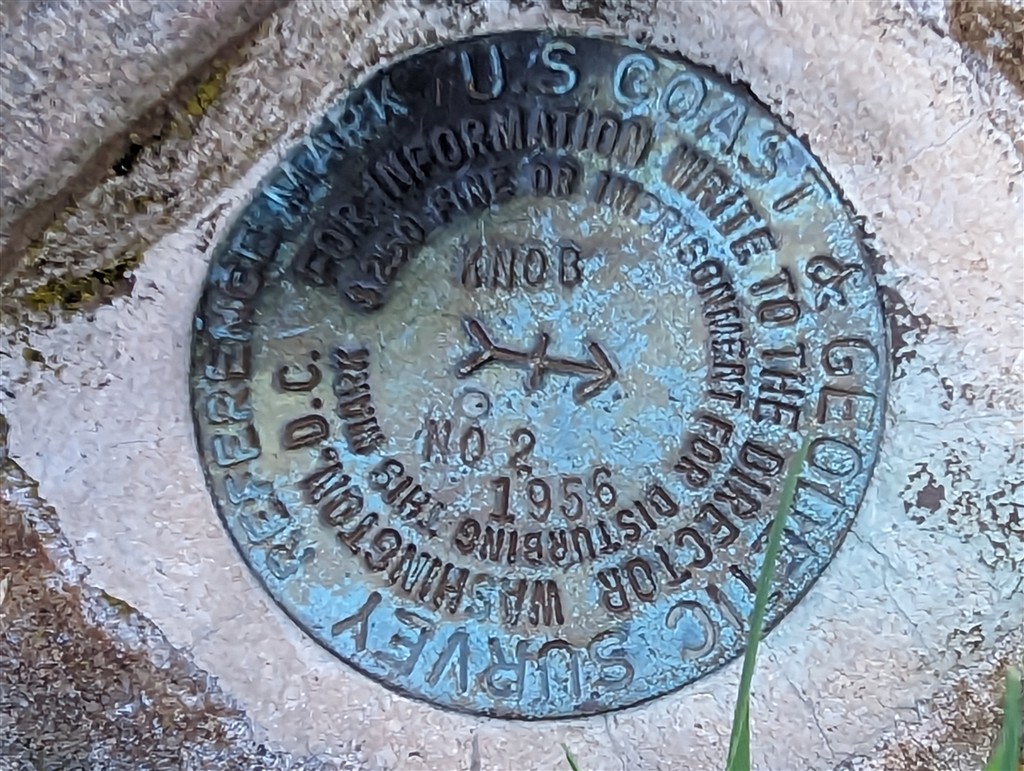 U.S. COAST & GEODETIC SURVEY
REFERENCE MARK
FOR INFORMATION WRITE TO THE DIRECTOR WASHINGTON, D.C.
$250 FINE OR IMPRISONMENT FOR DISTURBING THIS MARK
KNOB
NO 2
1956